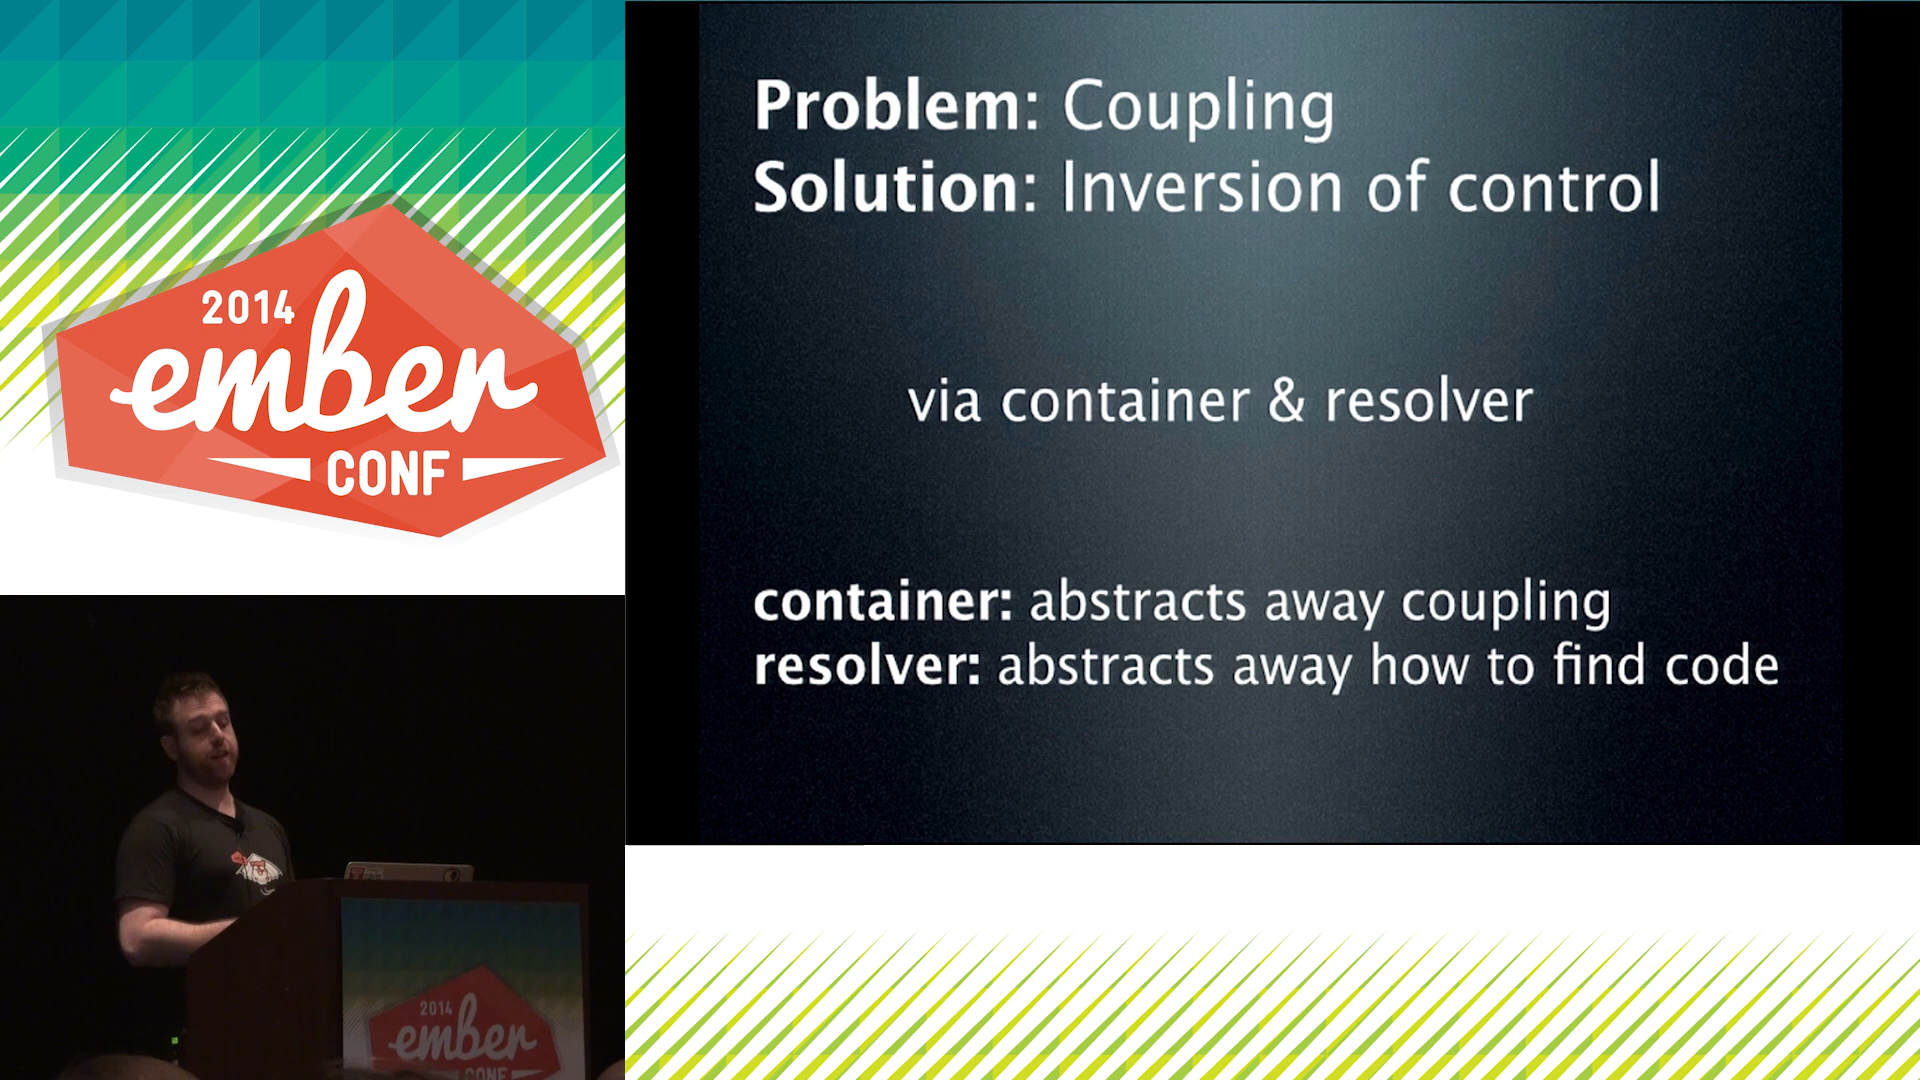 2014
ember
CONF
Problem: Coupling
Solution: Inversion of control
via container & resolver
container: abstracts away coupling
resolver: abstracts away how to find code
2014
ember
CONF